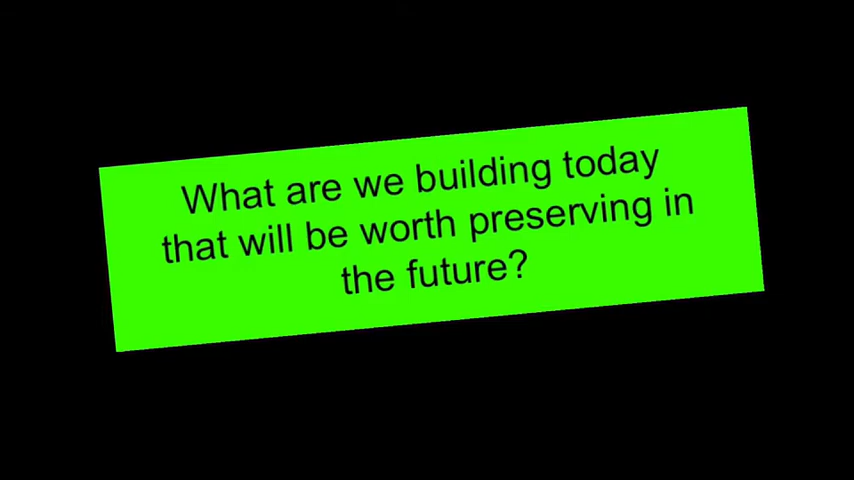 What are we building today
that will be worth preserving in
the future?